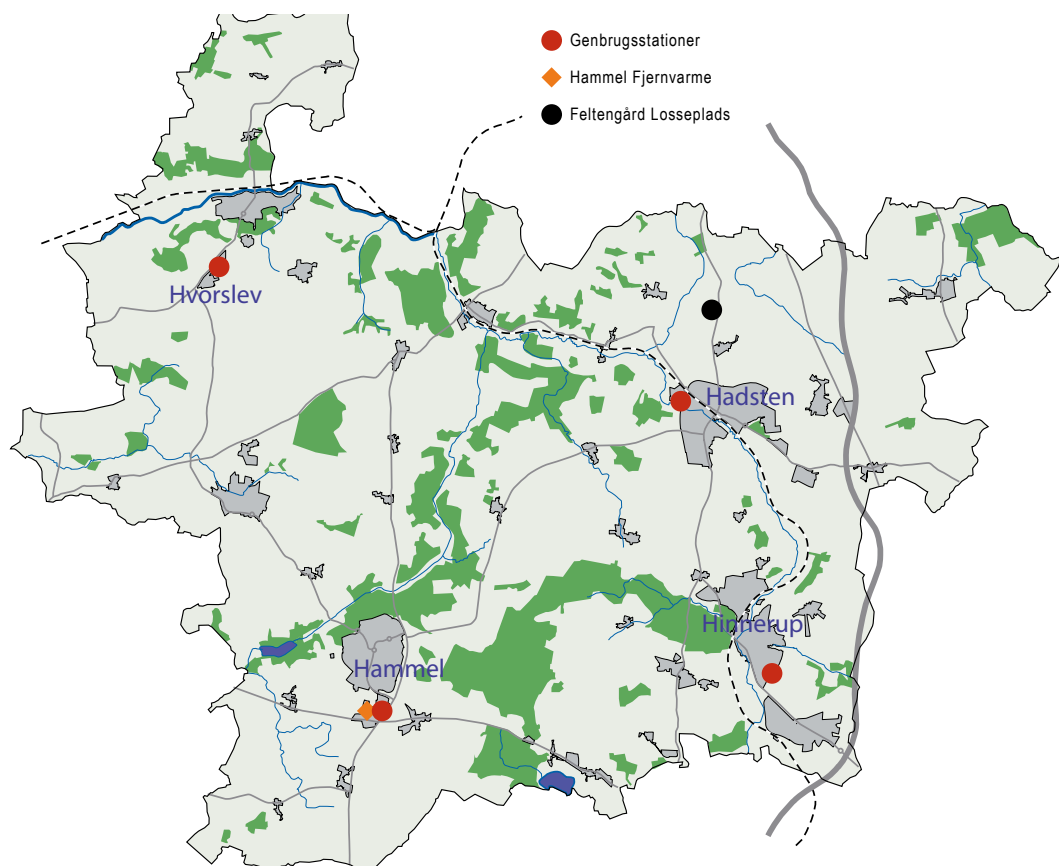 Genbrugsstationer
Hammel Fjernvarme
Feltengård Losseplads
Hvorslev
Hadsten
Hinnerup
Hammel